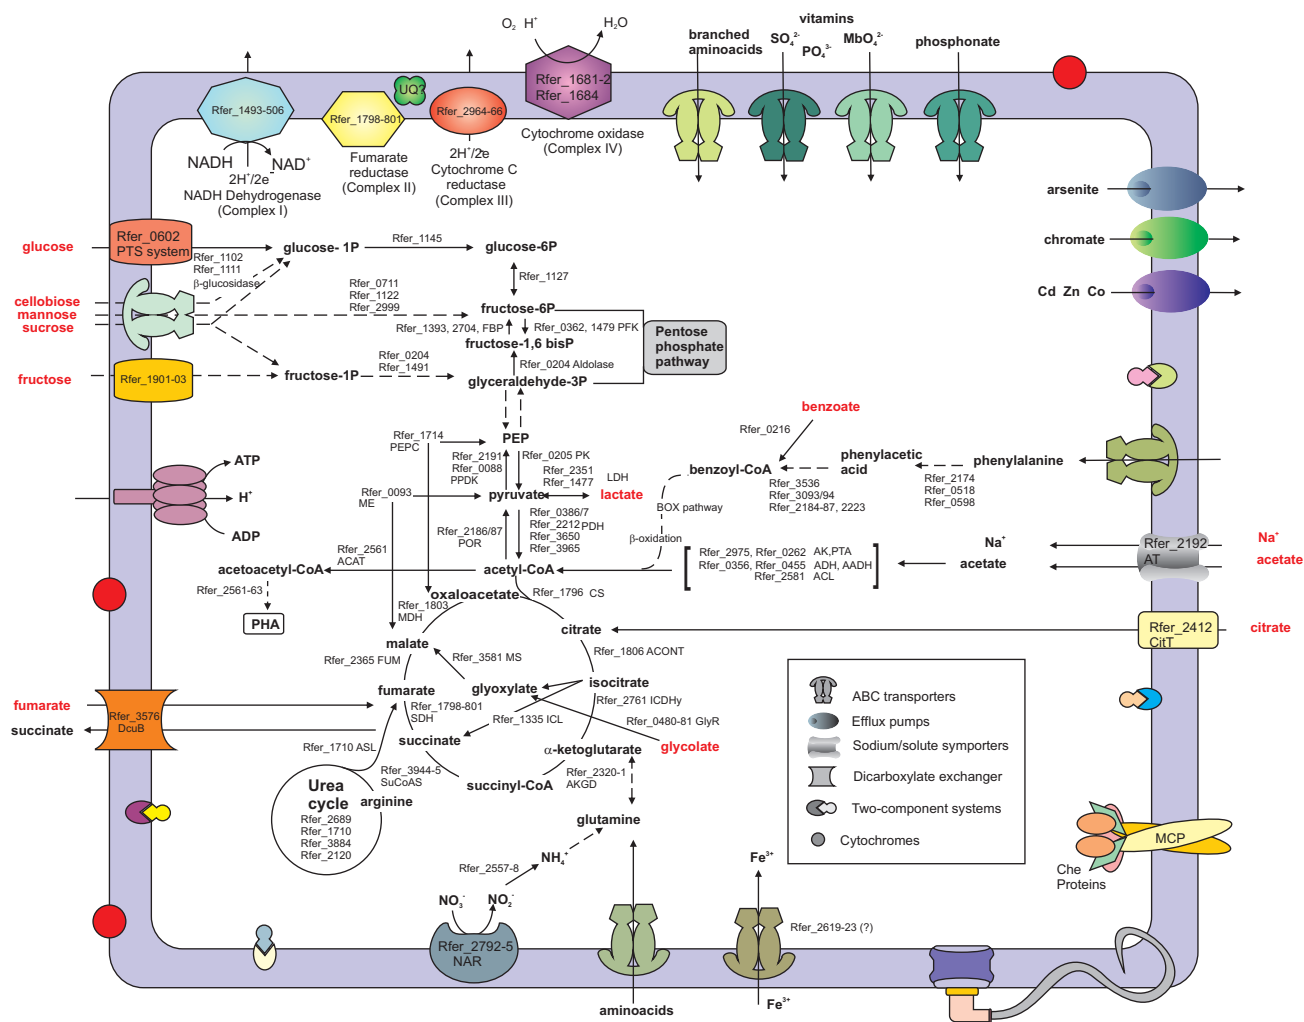 O₂ H⁺ H₂O
vitamins
branched
aminoacids
SO₄²⁻
PO₄³⁻
MbO₄²⁻
phosphonate
Rfer_1493-506
NADH NAD⁺
2H⁺/2e⁻
NADH Dehydrogenase
(Complex I)
Rfer_1798-801
Fumarate
reductase
(Complex II)
UQ?
Rfer_2964-66
2H⁺/2e
Cytochrome C
reductase
(Complex III)
Rfer_1681-2
Rfer_1684
Cytochrome oxidase
(Complex IV)
arsenite
chromate
Cd Zn Co
glucose
Rfer_0602
PTS system
glucose- 1P
Rfer_1145
glucose-6P
Rfer_1102
Rfer_1111
β-glucosidase
Rfer_1127
cellobiose
mannose
sucrose
Rfer_0711
Rfer_1122
Rfer_2999
fructose-6P
Rfer_1393, 2704, FBP
Rfer_0362, 1479 PFK
fructose-1,6 bisP
Pentose
phosphate
pathway
Rfer_0204
Rfer_1491
Rfer_0204 Aldolase
fructose
Rfer_1901-03
fructose-1P
glyceraldehyde-3P
benzoate
Rfer_0216
Rfer_1714
PEPC
PEP
Rfer_2191
Rfer_0088
PPDK
Rfer_0205 PK
Rfer_2351
Rfer_1477
LDH
benzoyl-CoA
phenylacetic
acid
phenylalanine
Rfer_3536
Rfer_3093/94
Rfer_2184-87, 2223
Rfer_2174
Rfer_0518
Rfer_0598
ATP
H⁺
ADP
Rfer_0093
ME
pyruvate
lactate
BOX pathway
Rfer_2186/87
POR
Rfer_0386/7
Rfer_2212
Rfer_3650
Rfer_3965
PDH
β-oxidation
Rfer_2561
ACAT
acetoacetyl-CoA
acetyl-CoA
Rfer_2975, Rfer_0262 AK,PTA
Rfer_0356, Rfer_0455 ADH, AADH
Rfer_2581 ACL
Na⁺
acetate
Rfer_2192
AT
Na⁺
acetate
Rfer_2561-63
PHA
oxaloacetate
Rfer_1796 CS
Rfer_1803
MDH
citrate
Rfer_2412
CitT
citrate
malate
Rfer_1806 ACONT
Rfer_2365 FUM
Rfer_3581 MS
fumarate
glyoxylate
isocitrate
Rfer_2761 ICDHy
Rfer_1798-801
SDH
Rfer_1335 ICL
Rfer_0480-81 GlyR
fumarate
succinate
Rfer_3576
DcuB
succinate
α-ketoglutarate
glycolate
Rfer_1710 ASL
Rfer_3944-5
SuCoAS
succinyl-CoA
Rfer_2320-1
AKGD
Urea
cycle
Rfer_2689
Rfer_1710
Rfer_3884
Rfer_2120
arginine
glutamine
NH₄⁺
Rfer_2557-8
NO₃⁻
NO₂⁻
Rfer_2792-5
NAR
aminoacids
Fe³⁺
Rfer_2619-23 (?)
Fe³⁺
ABC transporters
Efflux pumps
Sodium/solute symporters
Dicarboxylate exchanger
Two-component systems
Cytochromes
MCP
Che
Proteins